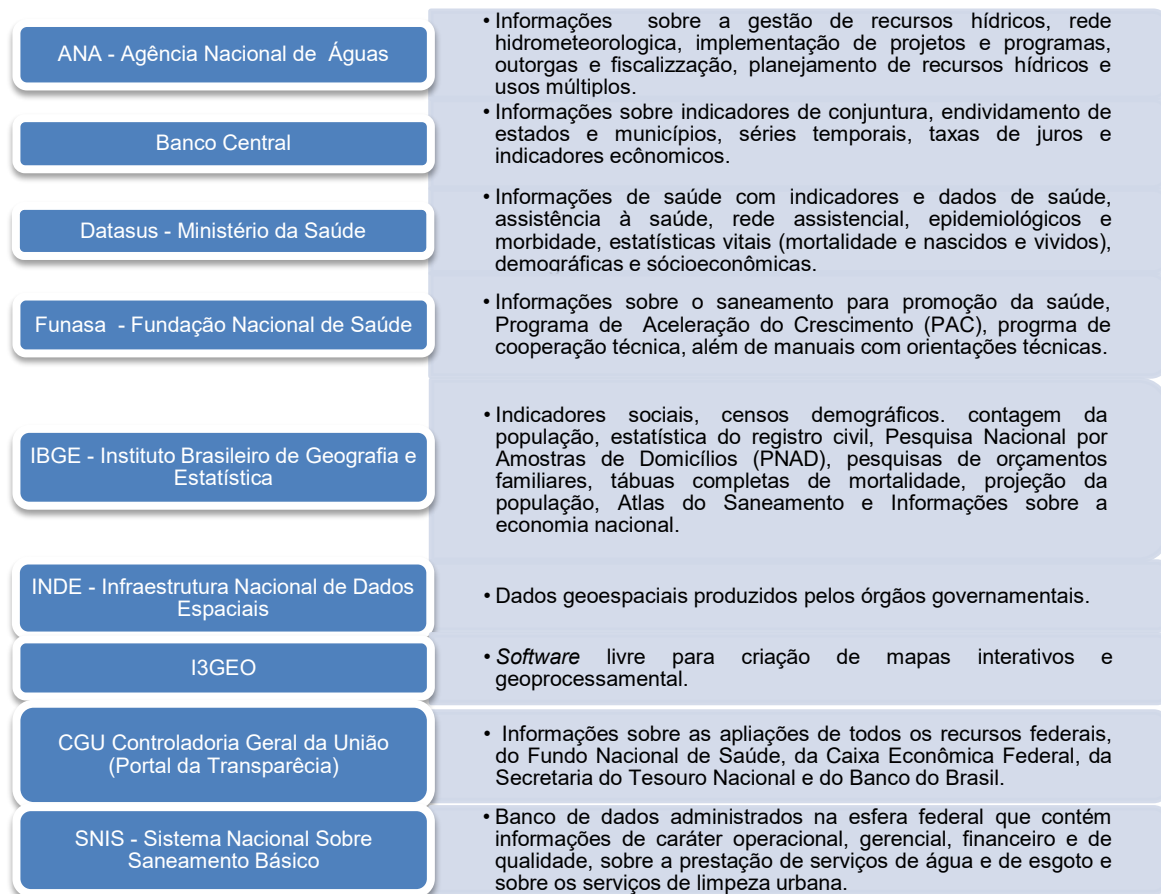 ANA - Agência Nacional de Águas
• Informações sobre a gestão de recursos hídricos, rede
hidrometeorologica, implementação de projetos e programas,
outorgas e fiscalizzação, planejamento de recursos hídricos e
usos múltiplos.
Banco Central
• Informações sobre indicadores de conjuntura, endividamento de
estados e municípios, séries temporais, taxas de juros e
indicadores ecônomicos.
Datasus - Ministério da Saúde
• Informações de saúde com indicadores e dados de saúde,
assistência à saúde, rede assistencial, epidemiológicos e
morbidade, estatísticas vitais (mortalidade e nascidos e vividos),
demográficas e sócioeconômicas.
Funasa - Fundação Nacional de Saúde
• Informações sobre o saneamento para promoção da saúde,
Programa de Aceleração do Crescimento (PAC), progrma de
cooperação técnica, além de manuais com orientações técnicas.
IBGE - Instituto Brasileiro de Geografia e
Estatística
• Indicadores sociais, censos demográficos. contagem da
população, estatística do registro civil, Pesquisa Nacional por
Amostras de Domicílios (PNAD), pesquisas de orçamentos
familiares, tábuas completas de mortalidade, projeção da
população, Atlas do Saneamento e Informações sobre a
economia nacional.
INDE - Infraestrutura Nacional de Dados
Espaciais
• Dados geoespaciais produzidos pelos órgãos governamentais.
I3GEO
• Software livre para criação de mapas interativos e
geoprocessamental.
CGU Controladoria Geral da União
(Portal da Transparêcia)
• Informações sobre as apliações de todos os recursos federais,
do Fundo Nacional de Saúde, da Caixa Econômica Federal, da
Secretaria do Tesouro Nacional e do Banco do Brasil.
SNIS - Sistema Nacional Sobre
Saneamento Básico
• Banco de dados administrados na esfera federal que contém
informações de caráter operacional, gerencial, financeiro e de
qualidade, sobre a prestação de serviços de água e de esgoto e
sobre os serviços de limpeza urbana.